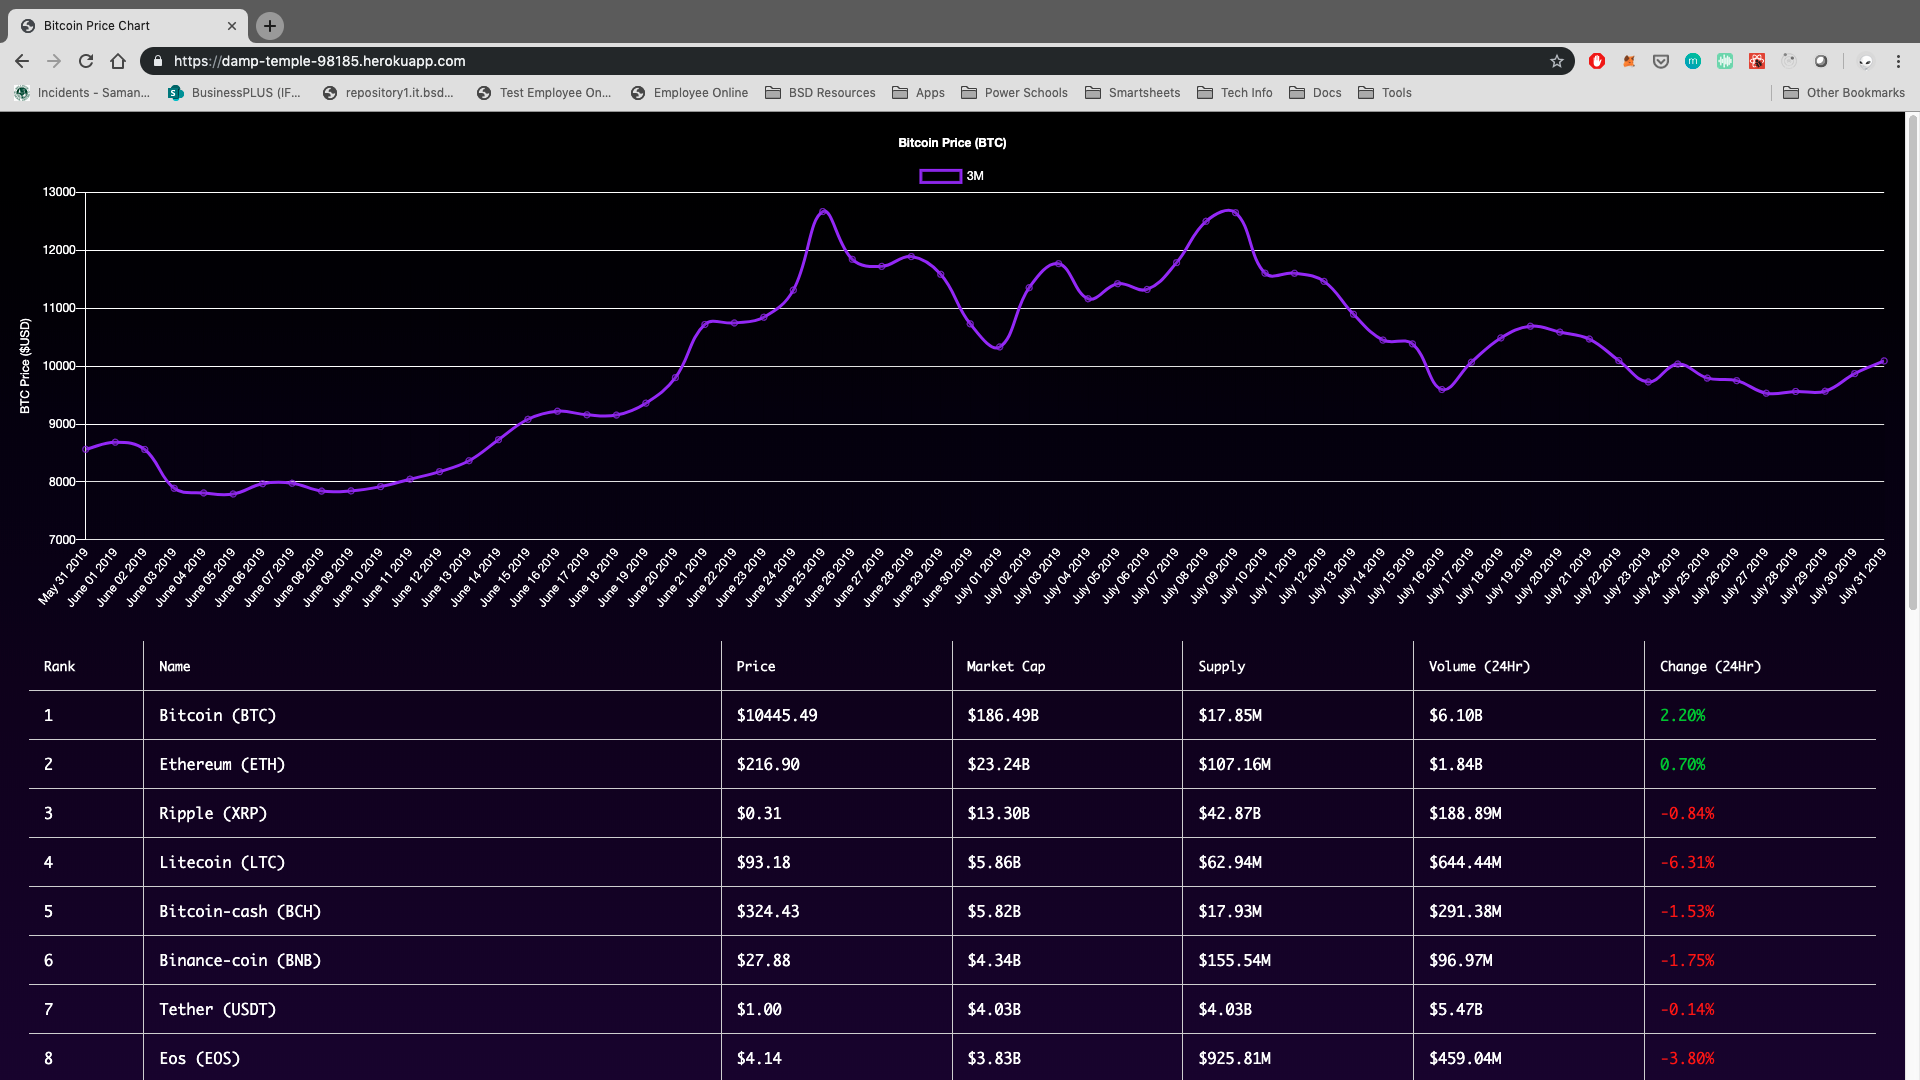 Bitcoin Price Chart
https://damp-temple-98185.herokuapp.com
Incidents - Saman... BusinessPLUS (IF... repository1.it.bsd... Test Employee On... Employee Online BSD Resources Apps Power Schools Smartsheets Tech Info Docs Tools Other Bookmarks
Bitcoin Price (BTC)
3M
BTC Price ($USD)
13000
12000
11000
10000
9000
8000
7000
May 31 2019 June 01 2019 June 02 2019 June 03 2019 June 04 2019 June 05 2019 June 06 2019 June 07 2019 June 08 2019 June 09 2019 June 10 2019 June 11 2019 June 12 2019 June 13 2019 June 14 2019 June 15 2019 June 16 2019 June 17 2019 June 18 2019 June 19 2019 June 20 2019 June 21 2019 June 22 2019 June 23 2019 June 24 2019 June 25 2019 June 26 2019 June 27 2019 June 28 2019 June 29 2019 June 30 2019 July 01 2019 July 02 2019 July 03 2019 July 04 2019 July 05 2019 July 06 2019 July 07 2019 July 08 2019 July 09 2019 July 10 2019 July 11 2019 July 12 2019 July 13 2019 July 14 2019 July 15 2019 July 16 2019 July 17 2019 July 18 2019 July 19 2019 July 20 2019 July 21 2019 July 22 2019 July 23 2019 July 24 2019 July 25 2019 July 26 2019 July 27 2019 July 28 2019 July 29 2019 July 30 2019 July 31 2019
Rank Name Price Market Cap Supply Volume (24Hr) Change (24Hr)
1 Bitcoin (BTC) $10445.49 $186.49B $17.85M $6.10B 2.20%
2 Ethereum (ETH) $216.90 $23.24B $107.16M $1.84B 0.70%
3 Ripple (XRP) $0.31 $13.30B $42.87B $188.89M -0.84%
4 Litecoin (LTC) $93.18 $5.86B $62.94M $644.44M -6.31%
5 Bitcoin-cash (BCH) $324.43 $5.82B $17.93M $291.38M -1.53%
6 Binance-coin (BNB) $27.88 $4.34B $155.54M $96.97M -1.75%
7 Tether (USDT) $1.00 $4.03B $4.03B $5.47B -0.14%
8 Eos (EOS) $4.14 $3.83B $925.81M $459.04M -3.80%